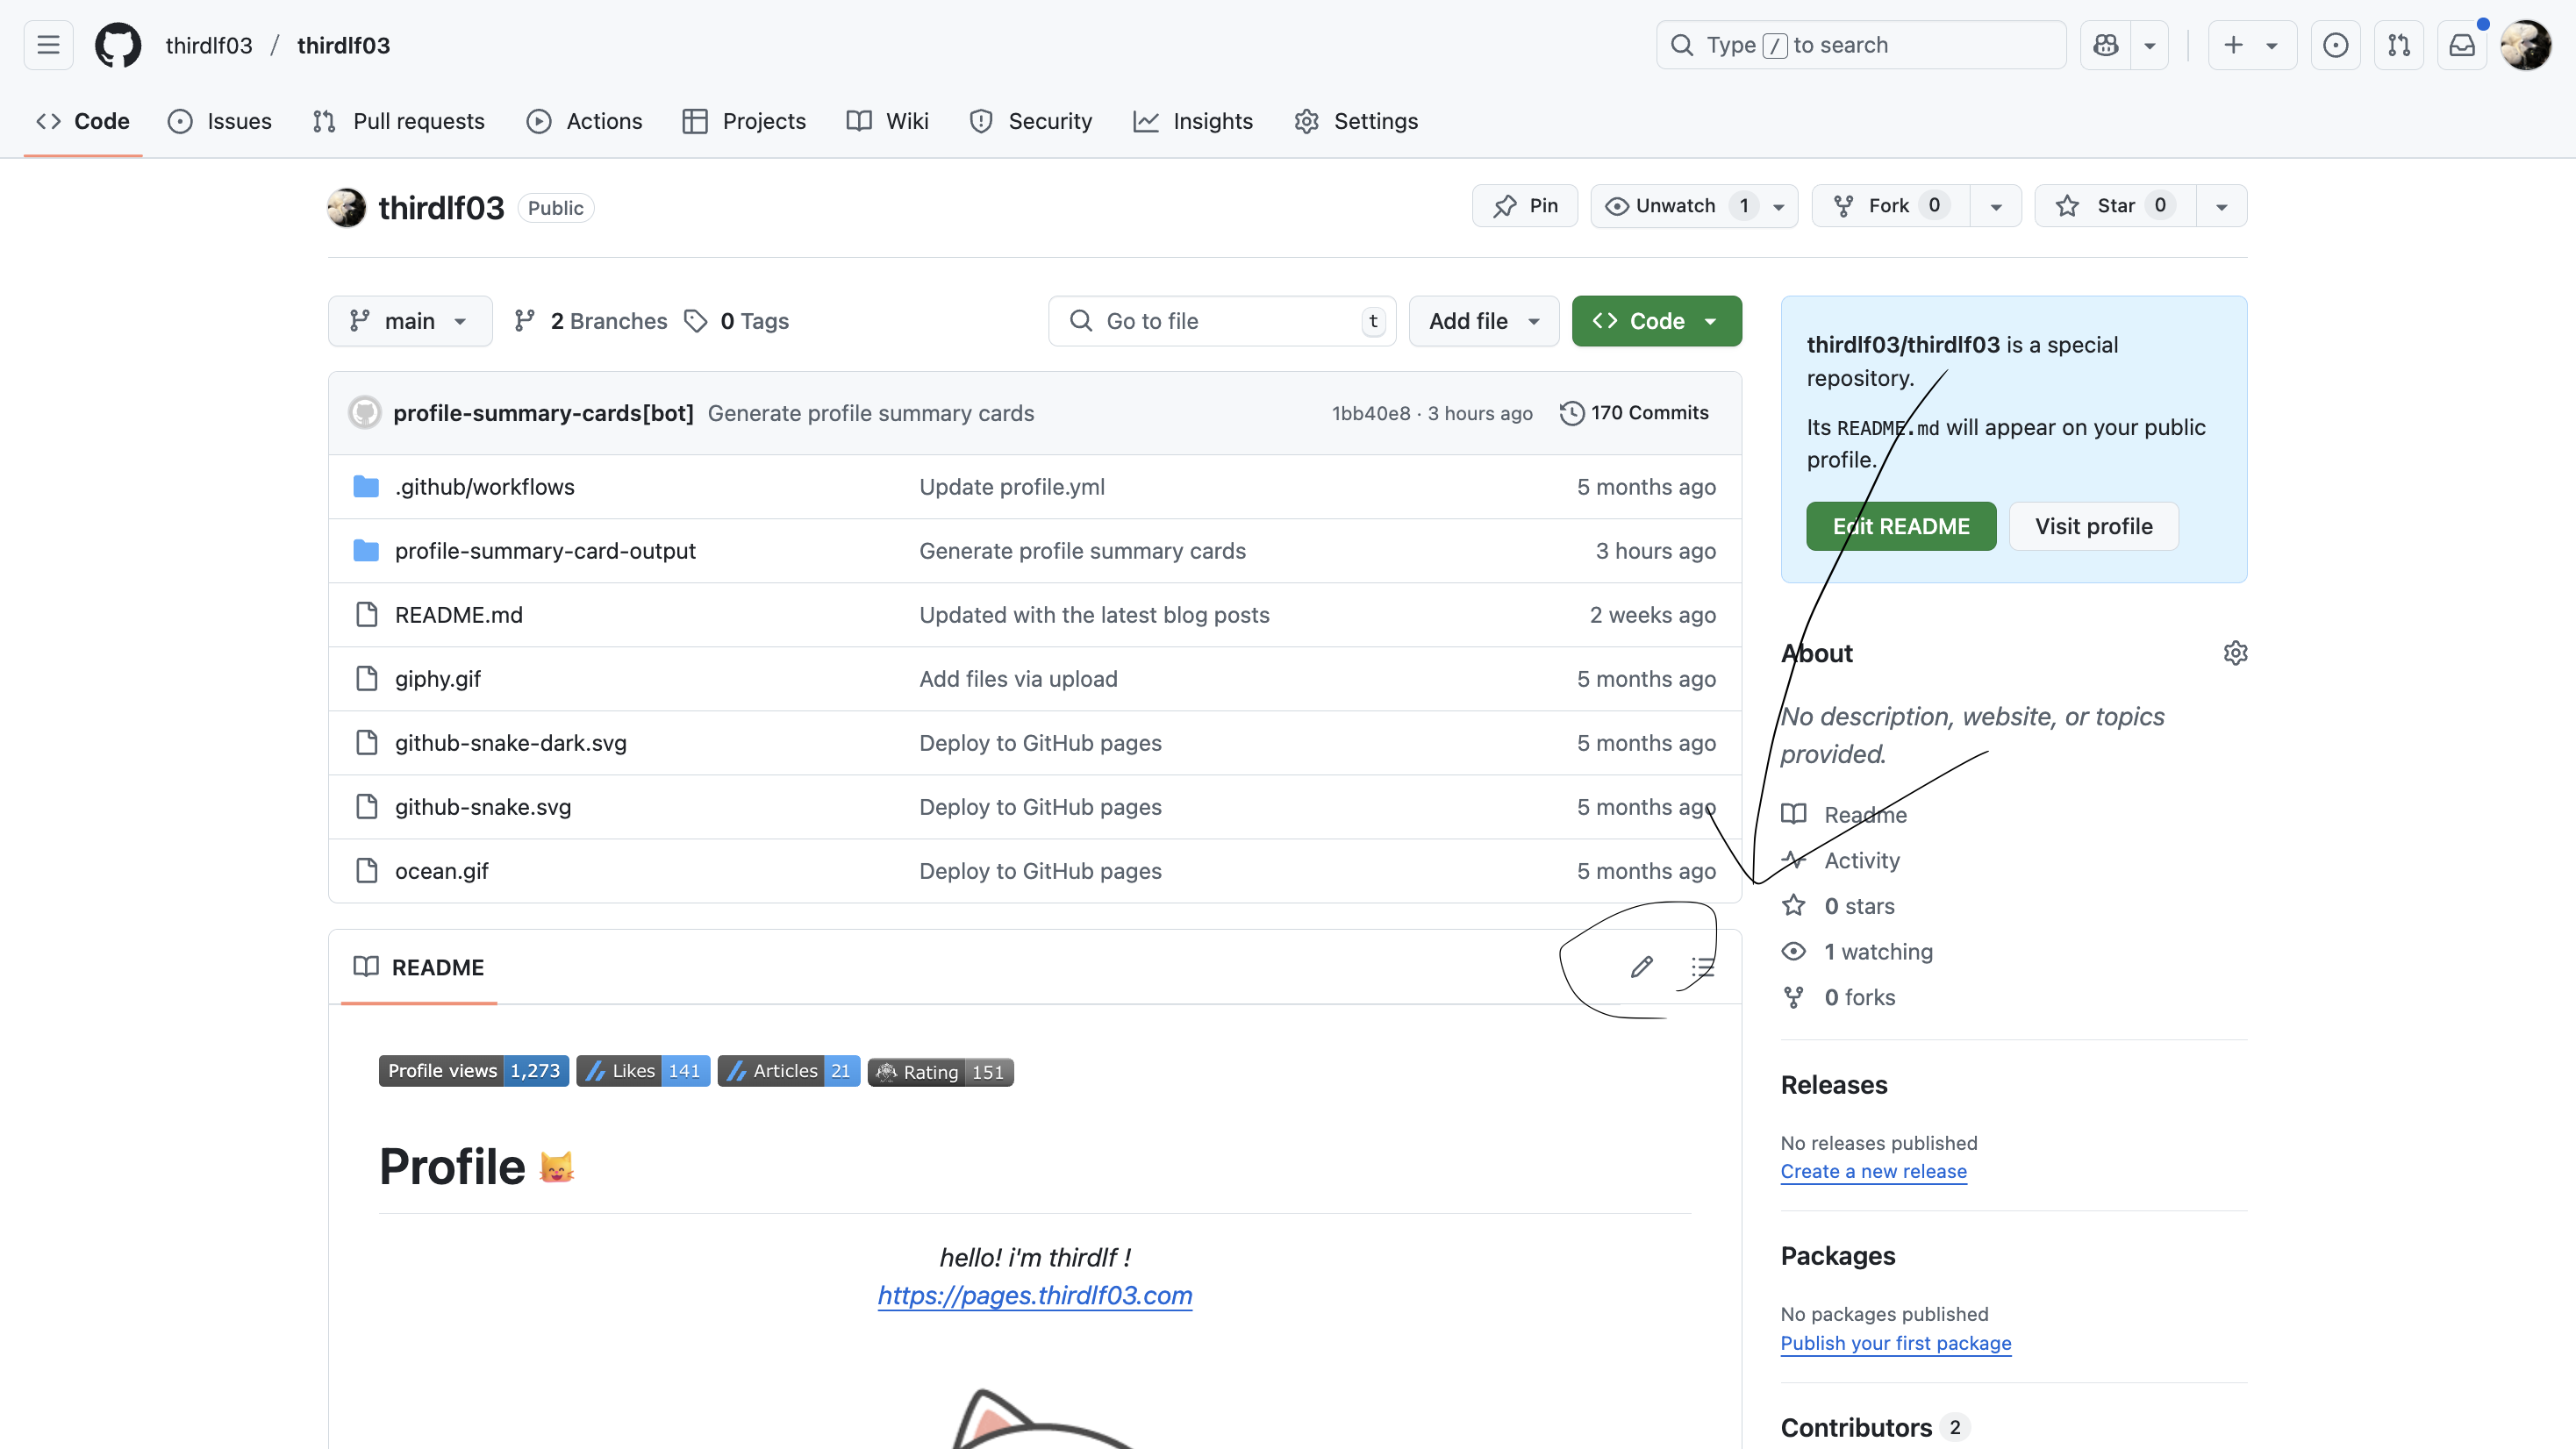 thirdlf03 / thirdlf03
Type / to search
Code Issues Pull requests Actions Projects Wiki Security Insights Settings
thirdlf03 Public
Pin Unwatch 1 Fork 0 Star 0
main 2 Branches 0 Tags Go to file t Add file Code
profile-summary-cards[bot] Generate profile summary cards 1bb40e8 · 3 hours ago 170 Commits
.github/workflows Update profile.yml 5 months ago
profile-summary-card-output Generate profile summary cards 3 hours ago
README.md Updated with the latest blog posts 2 weeks ago
giphy.gif Add files via upload 5 months ago
github-snake-dark.svg Deploy to GitHub pages 5 months ago
github-snake.svg Deploy to GitHub pages 5 months ago
ocean.gif Deploy to GitHub pages 5 months ago
README
Profile views 1,273 Likes 141 Articles 21 Rating 151
Profile
hello! i'm thirdlf !
https://pages.thirdlf03.com
thirdlf03/thirdlf03 is a special
repository.
Its README.md will appear on your public
profile.
Edit README Visit profile
About
No description, website, or topics
provided.
Readme
Activity
0 stars
1 watching
0 forks
Releases
No releases published
Create a new release
Packages
No packages published
Publish your first package
Contributors 2